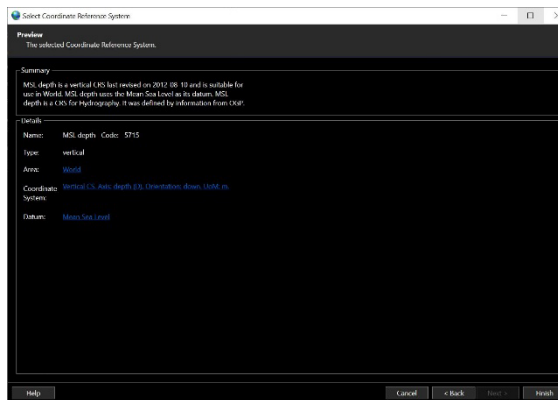 Select Coordinate Reference System
Preview
The selected Coordinate Reference System.
Summary
MSL depth is a vertical CRS last revised on 2012-08-10 and is suitable for
use in World. MSL depth uses the Mean Sea Level as its datum. MSL
depth is a CRS for Hydrography. It was defined by information from OGP.
Details
Name: MSL depth Code: 5715
Type: vertical
Area: World
Coordinate System: Vertical CS. Axis: depth (D). Orientation: down. UoM: m.
Datum: Mean Sea Level
Help Cancel < Back Next > Finish